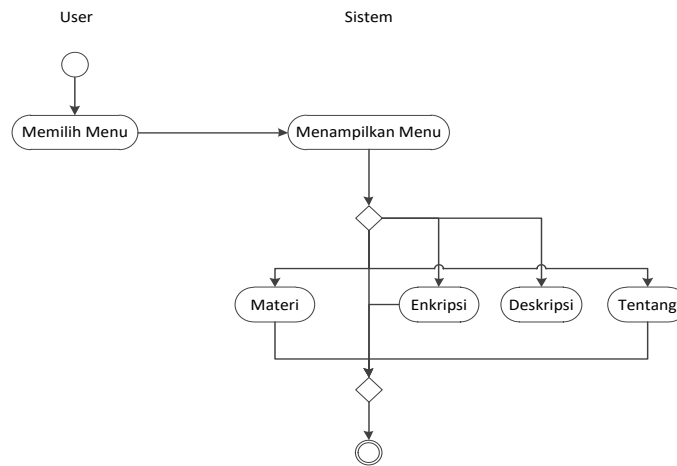 User
Sistem
Memilih Menu
Menampilkan Menu
Materi
Enkripsi
Deskripsi
Tentang